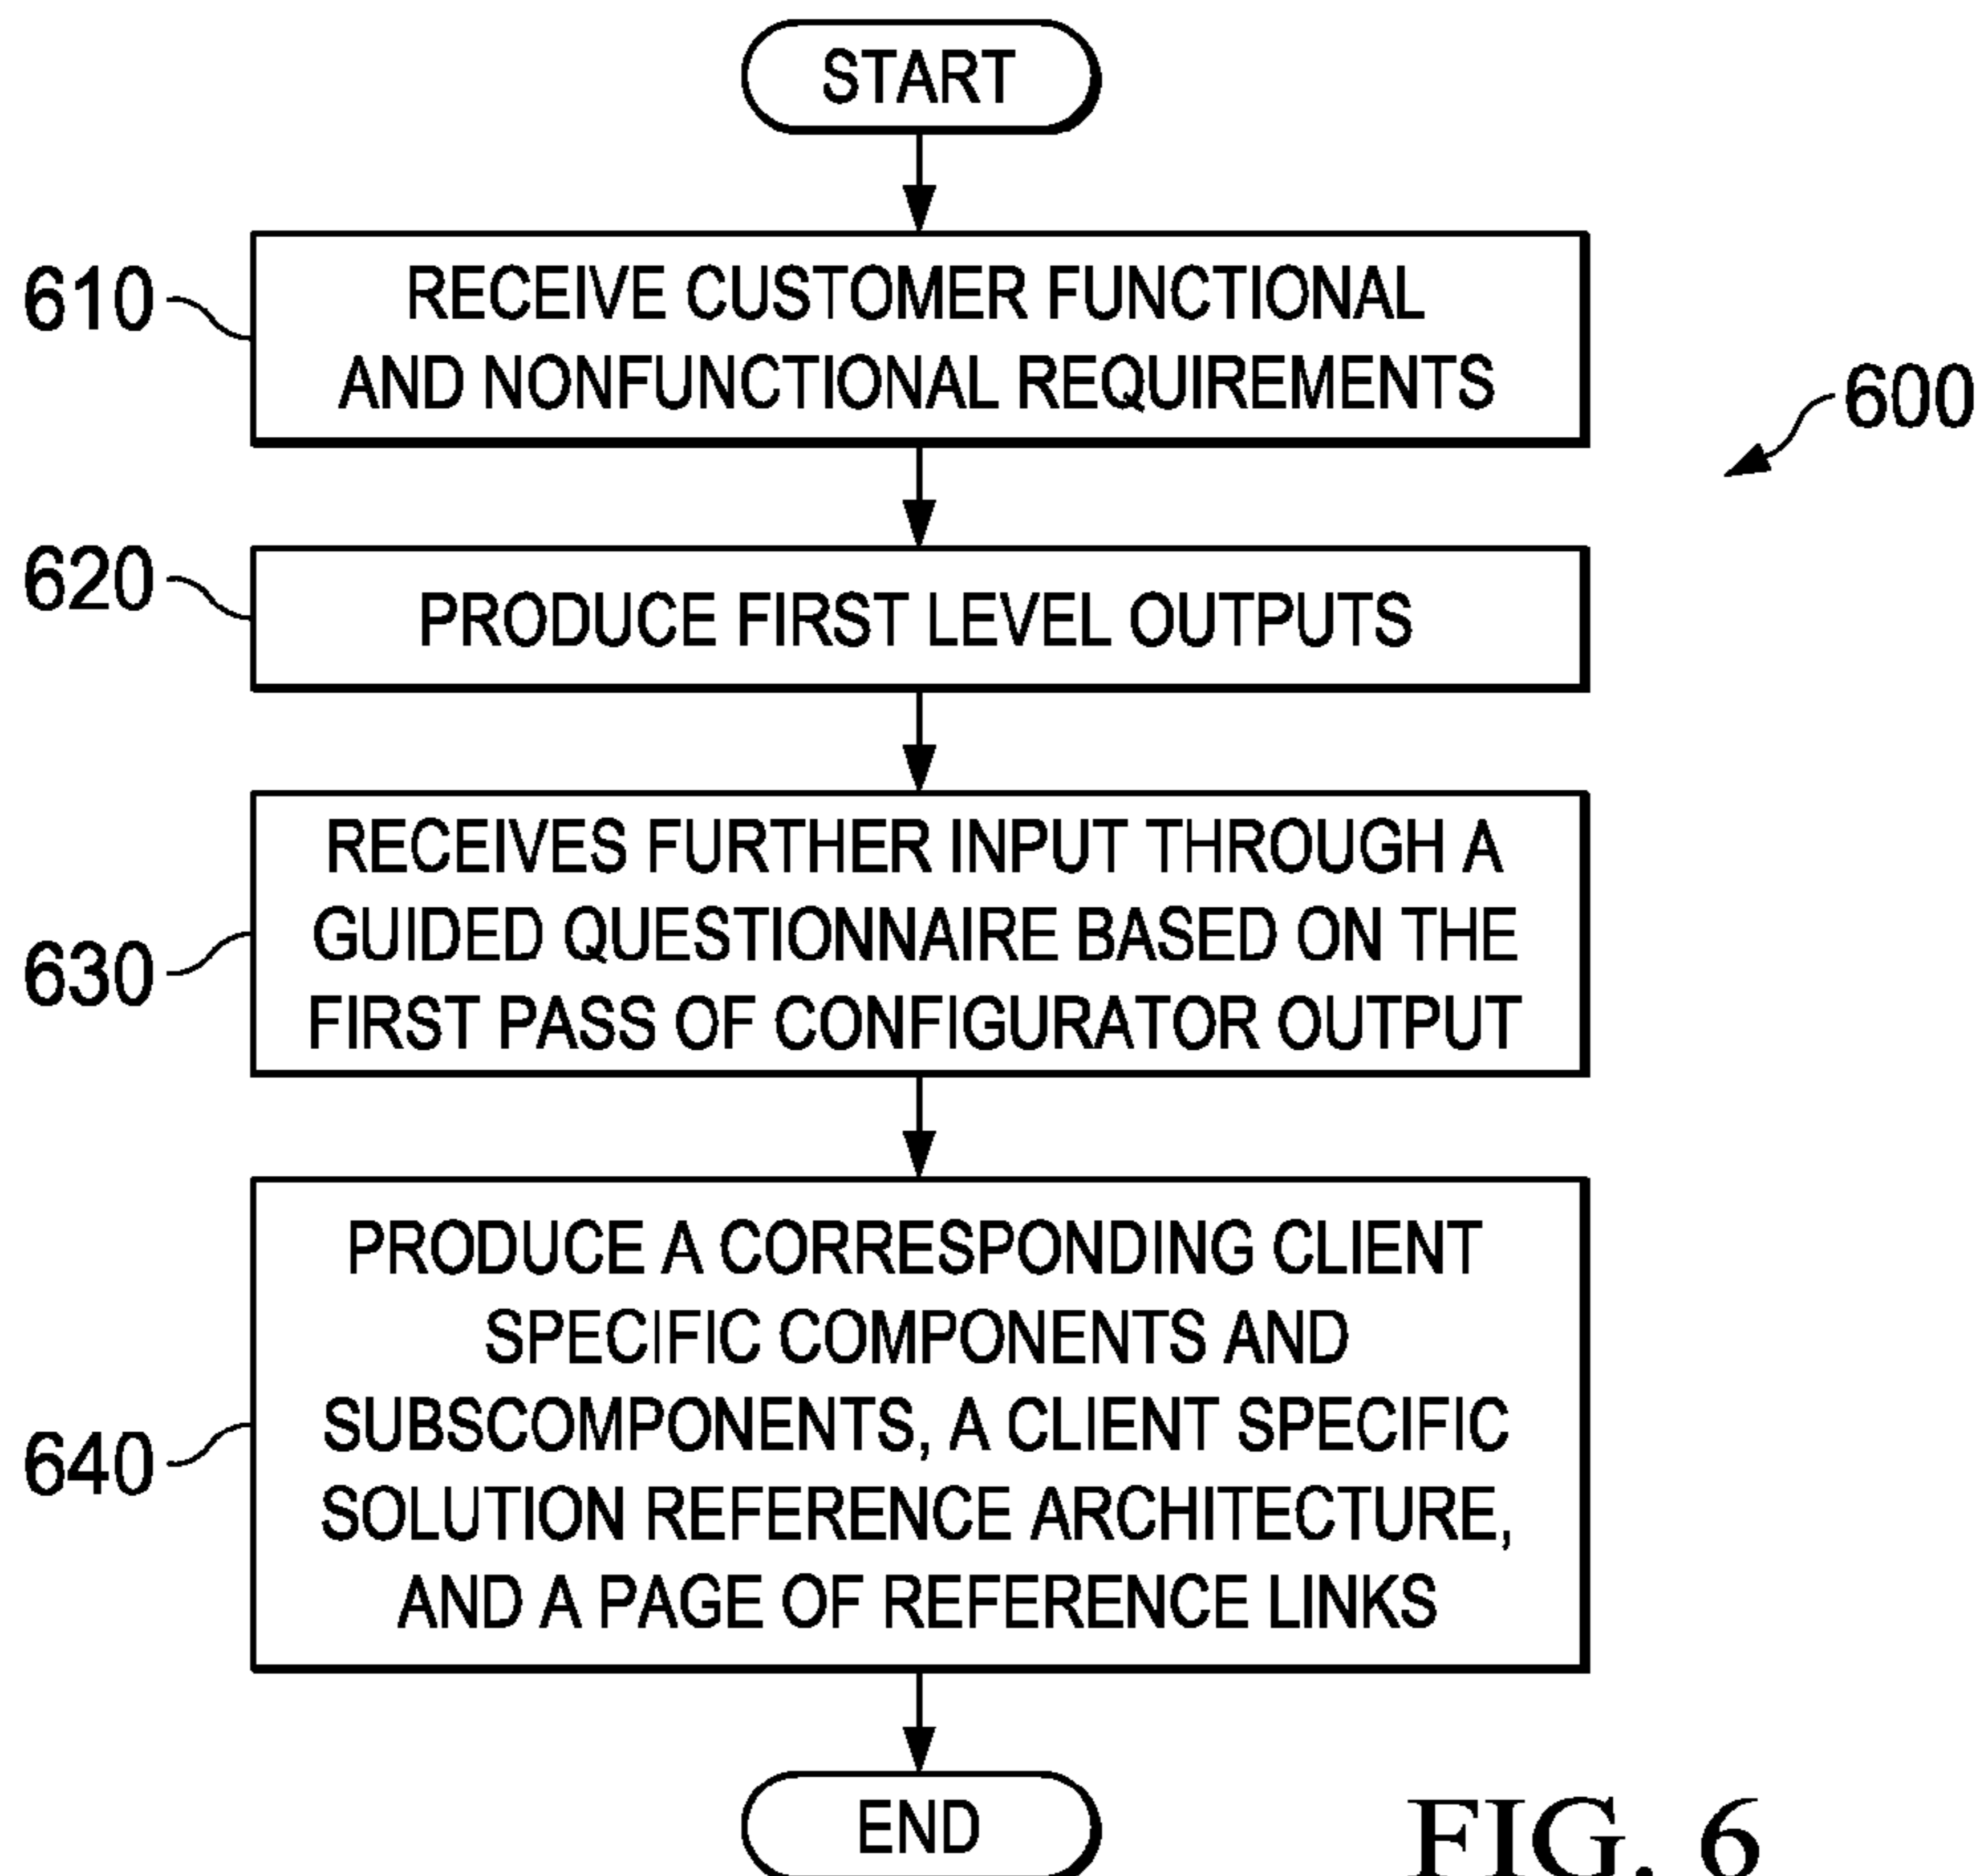 START
610
RECEIVE CUSTOMER FUNCTIONAL
AND NONFUNCTIONAL REQUIREMENTS
600
620
PRODUCE FIRST LEVEL OUTPUTS
630
RECEIVES FURTHER INPUT THROUGH A
GUIDED QUESTIONNAIRE BASED ON THE
FIRST PASS OF CONFIGURATOR OUTPUT
640
PRODUCE A CORRESPONDING CLIENT
SPECIFIC COMPONENTS AND
SUBSCOMPONENTS, A CLIENT SPECIFIC
SOLUTION REFERENCE ARCHITECTURE,
AND A PAGE OF REFERENCE LINKS
END
FIG. 6